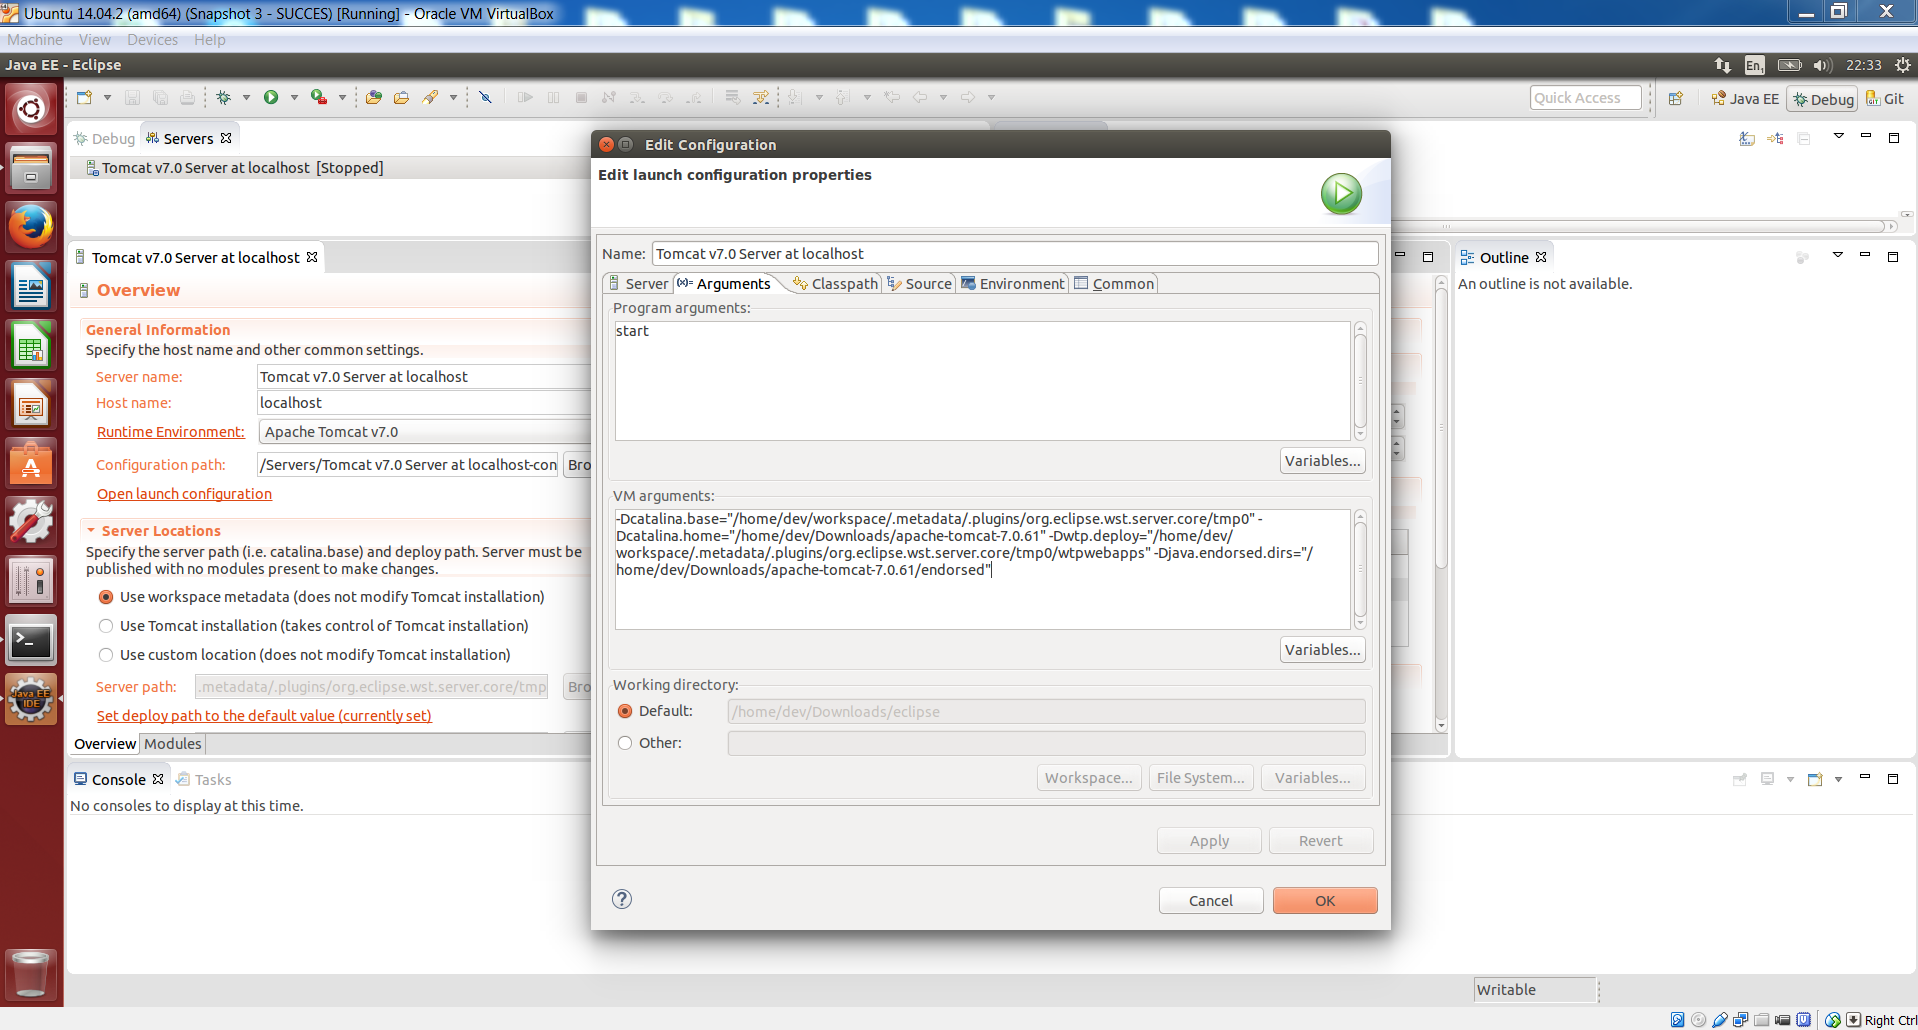 Ubuntu 14.04.2 (amd64) (Snapshot 3 - SUCCES) [Running] - Oracle VM VirtualBox
Machine View Devices Help
Java EE - Eclipse
En1
22:33
Quick Access
Java EE
Debug
Git
Debug
Servers
Tomcat v7.0 Server at localhost [Stopped]
Tomcat v7.0 Server at localhost
Overview
General Information
Specify the host name and other common settings.
Server name:
Tomcat v7.0 Server at localhost
Host name:
localhost
Runtime Environment:
Apache Tomcat v7.0
Configuration path:
/Servers/Tomcat v7.0 Server at localhost-con
Bro
Open launch configuration
Server Locations
Specify the server path (i.e. catalina.base) and deploy path. Server must be
published with no modules present to make changes.
Use workspace metadata (does not modify Tomcat installation)
Use Tomcat installation (takes control of Tomcat installation)
Use custom location (does not modify Tomcat installation)
Server path:
.metadata/.plugins/org.eclipse.wst.server.core/tmp
Bro
Set deploy path to the default value (currently set)
Overview
Modules
Console
Tasks
No consoles to display at this time.
Edit Configuration
Edit launch configuration properties
Name:
Tomcat v7.0 Server at localhost
Server
(x)= Arguments
Classpath
Source
Environment
Common
Program arguments:
start
Variables...
VM arguments:
-Dcatalina.base="/home/dev/workspace/.metadata/.plugins/org.eclipse.wst.server.core/tmp0" -
Dcatalina.home="/home/dev/Downloads/apache-tomcat-7.0.61" -Dwtp.deploy="/home/dev/
workspace/.metadata/.plugins/org.eclipse.wst.server.core/tmp0/wtpwebapps" -Djava.endorsed.dirs="/
home/dev/Downloads/apache-tomcat-7.0.61/endorsed"
Variables...
Working directory:
Default:
/home/dev/Downloads/eclipse
Other:
Workspace...
File System...
Variables...
Apply
Revert
?
Cancel
OK
Outline
An outline is not available.
Java EE
IDE
Writable
Right Ctrl